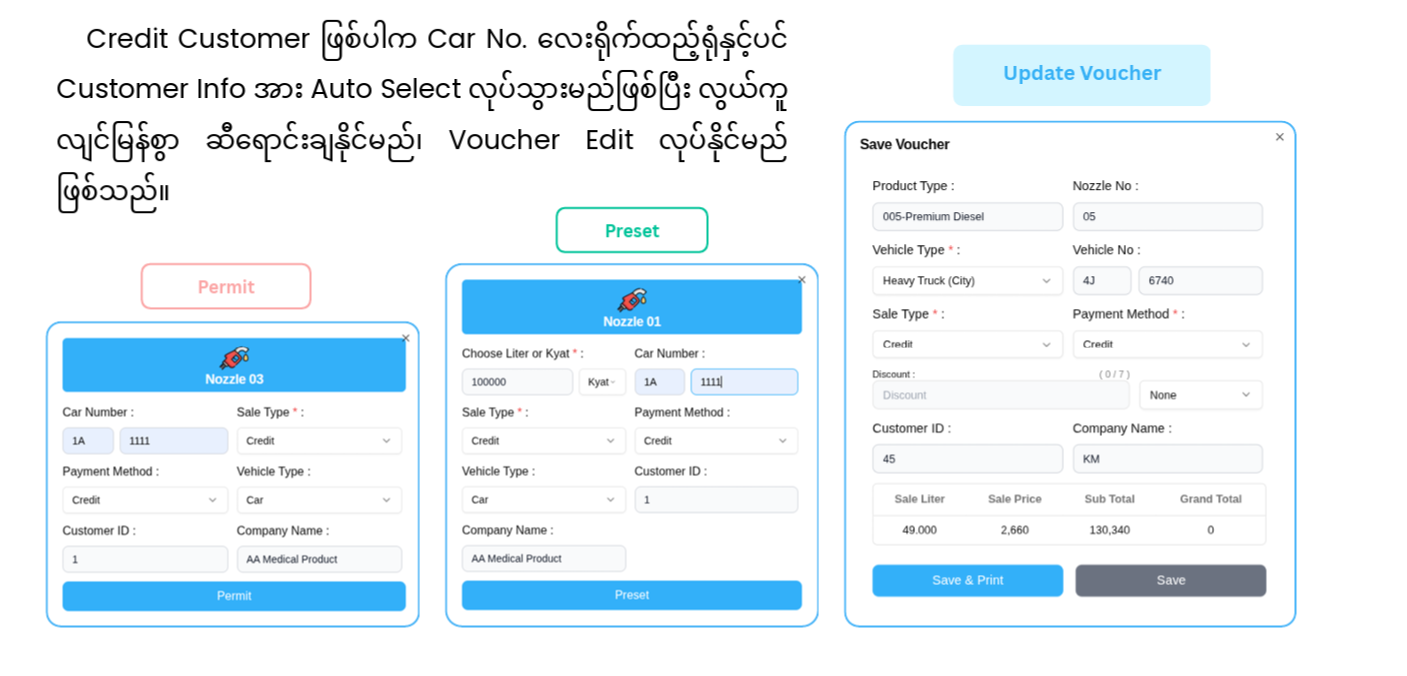 Credit Customer ဖြစ်ပါက Car No. လေးရိုက်ထည့်ရုံနှင့်ပင်
Customer Info အား Auto Select လုပ်သွားမည်ဖြစ်ပြီး လွယ်ကူ
လျင်မြန်စွာ ဆီရောင်းချနိုင်မည်၊ Voucher Edit လုပ်နိုင်မည်
ဖြစ်သည်။
Permit
×
Nozzle 03
Car Number :
Sale Type * :
1A
1111
Credit
Payment Method :
Vehicle Type :
Credit
Car
Customer ID :
Company Name :
1
AA Medical Product
Permit
Preset
×
Nozzle 01
Choose Liter or Kyat * :
Car Number :
100000
Kyat
1A
1111
Sale Type * :
Payment Method :
Credit
Credit
Vehicle Type :
Customer ID :
Car
1
Company Name :
AA Medical Product
Preset
Update Voucher
Save Voucher
×
Product Type :
Nozzle No :
005-Premium Diesel
05
Vehicle Type * :
Vehicle No :
Heavy Truck (City)
4J
6740
Sale Type * :
Payment Method * :
Credit
Credit
Discount :
( 0 / 7 )
Discount
None
Customer ID :
Company Name :
45
KM
Sale Liter Sale Price Sub Total Grand Total
49.000 2,660 130,340 0
Save & Print
Save